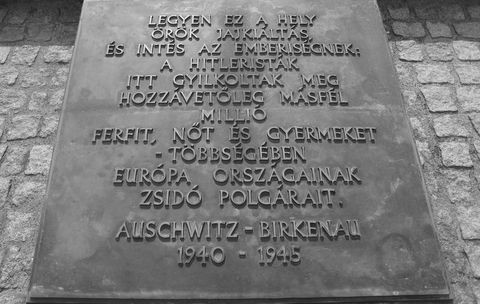 LEGYEN EZ A HELY
ÖRÖK JAJKIÁLTÁS,
ÉS INTÉS AZ EMBERISÉGNEK;
A HITLERISTÁK
ITT GYILKOLTAK MEG
HOZZÁVETŐLEG MÁSFÉL
MILLIÓ
FERFIT, NŐT ÉS GYERMEKET
- TÖBBSÉGÉBEN
EURÓPA ORSZÁGAINAK
ZSIDÓ POLGÁRAIT.
AUSCHWITZ - BIRKENAU
1940 - 1945